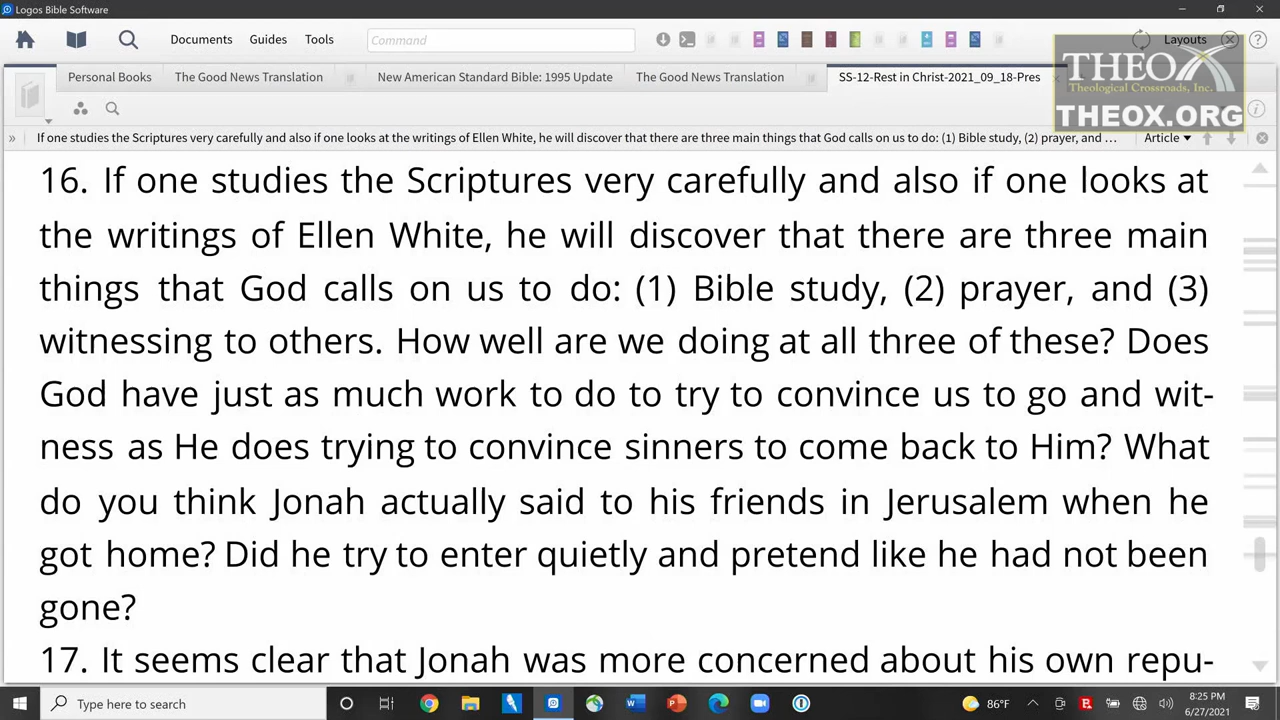 Logos Bible Software
Documents Guides Tools Command Layouts
Personal Books The Good News Translation New American Standard Bible: 1995 Update The Good News Translation SS-12-Rest in Christ-2021_09_18-Pres
THEOX
Theological Crossroads, Inc.
THEOX.ORG
» If one studies the Scriptures very carefully and also if one looks at the writings of Ellen White, he will discover that there are three main things that God calls on us to do: (1) Bible study, (2) prayer, and ... Article
16. If one studies the Scriptures very carefully and also if one looks at
the writings of Ellen White, he will discover that there are three main
things that God calls on us to do: (1) Bible study, (2) prayer, and (3)
witnessing to others. How well are we doing at all three of these? Does
God have just as much work to do to try to convince us to go and wit-
ness as He does trying to convince sinners to come back to Him? What
do you think Jonah actually said to his friends in Jerusalem when he
got home? Did he try to enter quietly and pretend like he had not been
gone?
17. It seems clear that Jonah was more concerned about his own repu-
Type here to search 86°F 8:25 PM
6/27/2021